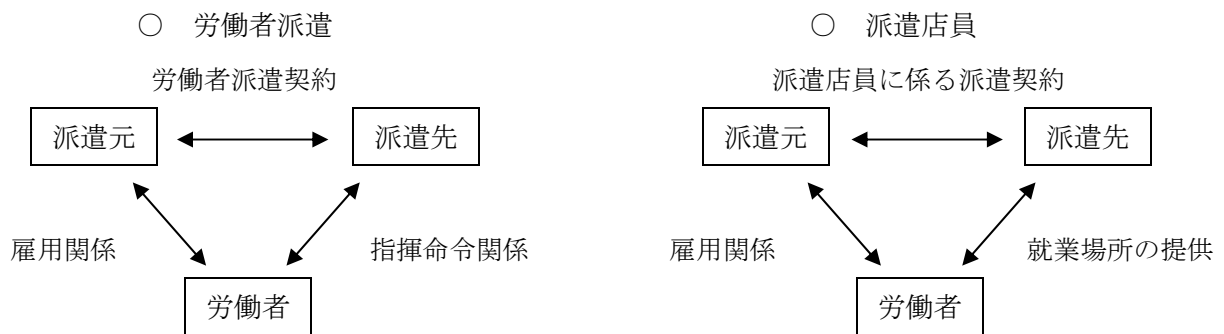 ○ 労働者派遣
労働者派遣契約
派遣元
派遣先
雇用関係
指揮命令関係
労働者
○ 派遣店員
派遣店員に係る派遣契約
派遣元
派遣先
雇用関係
就業場所の提供
労働者